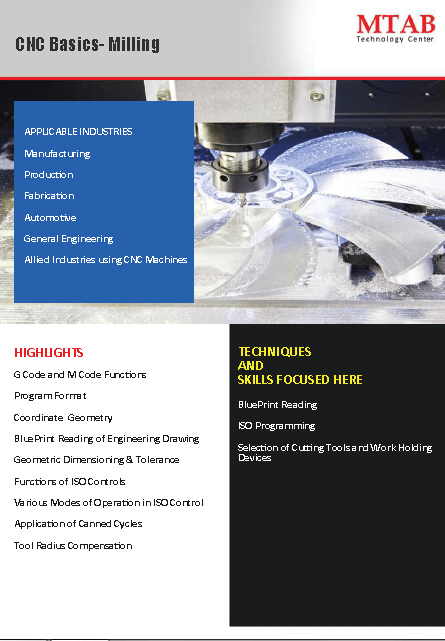 CNC Basics- Milling
MTAB
Technology Center
APPLICABLE INDUSTRIES
Manufacturing
Production
Fabrication
Automotive
General Engineering
Allied Industries using CNC Machines
HIGHLIGHTS
G Code and M Code Functions
Program Format
Coordinate Geometry
BluePrint Reading of Engineering Drawing
Geometric Dimensioning & Tolerance
Functions of ISO Controls
Various Modes of Operation in ISO Control
Application of Canned Cycles
Tool Radius Compensation
TECHNIQUES
AND
SKILLS FOCUSED HERE
BluePrint Reading
ISO Programming
Selection of Cutting Tools and Work Holding
Devices